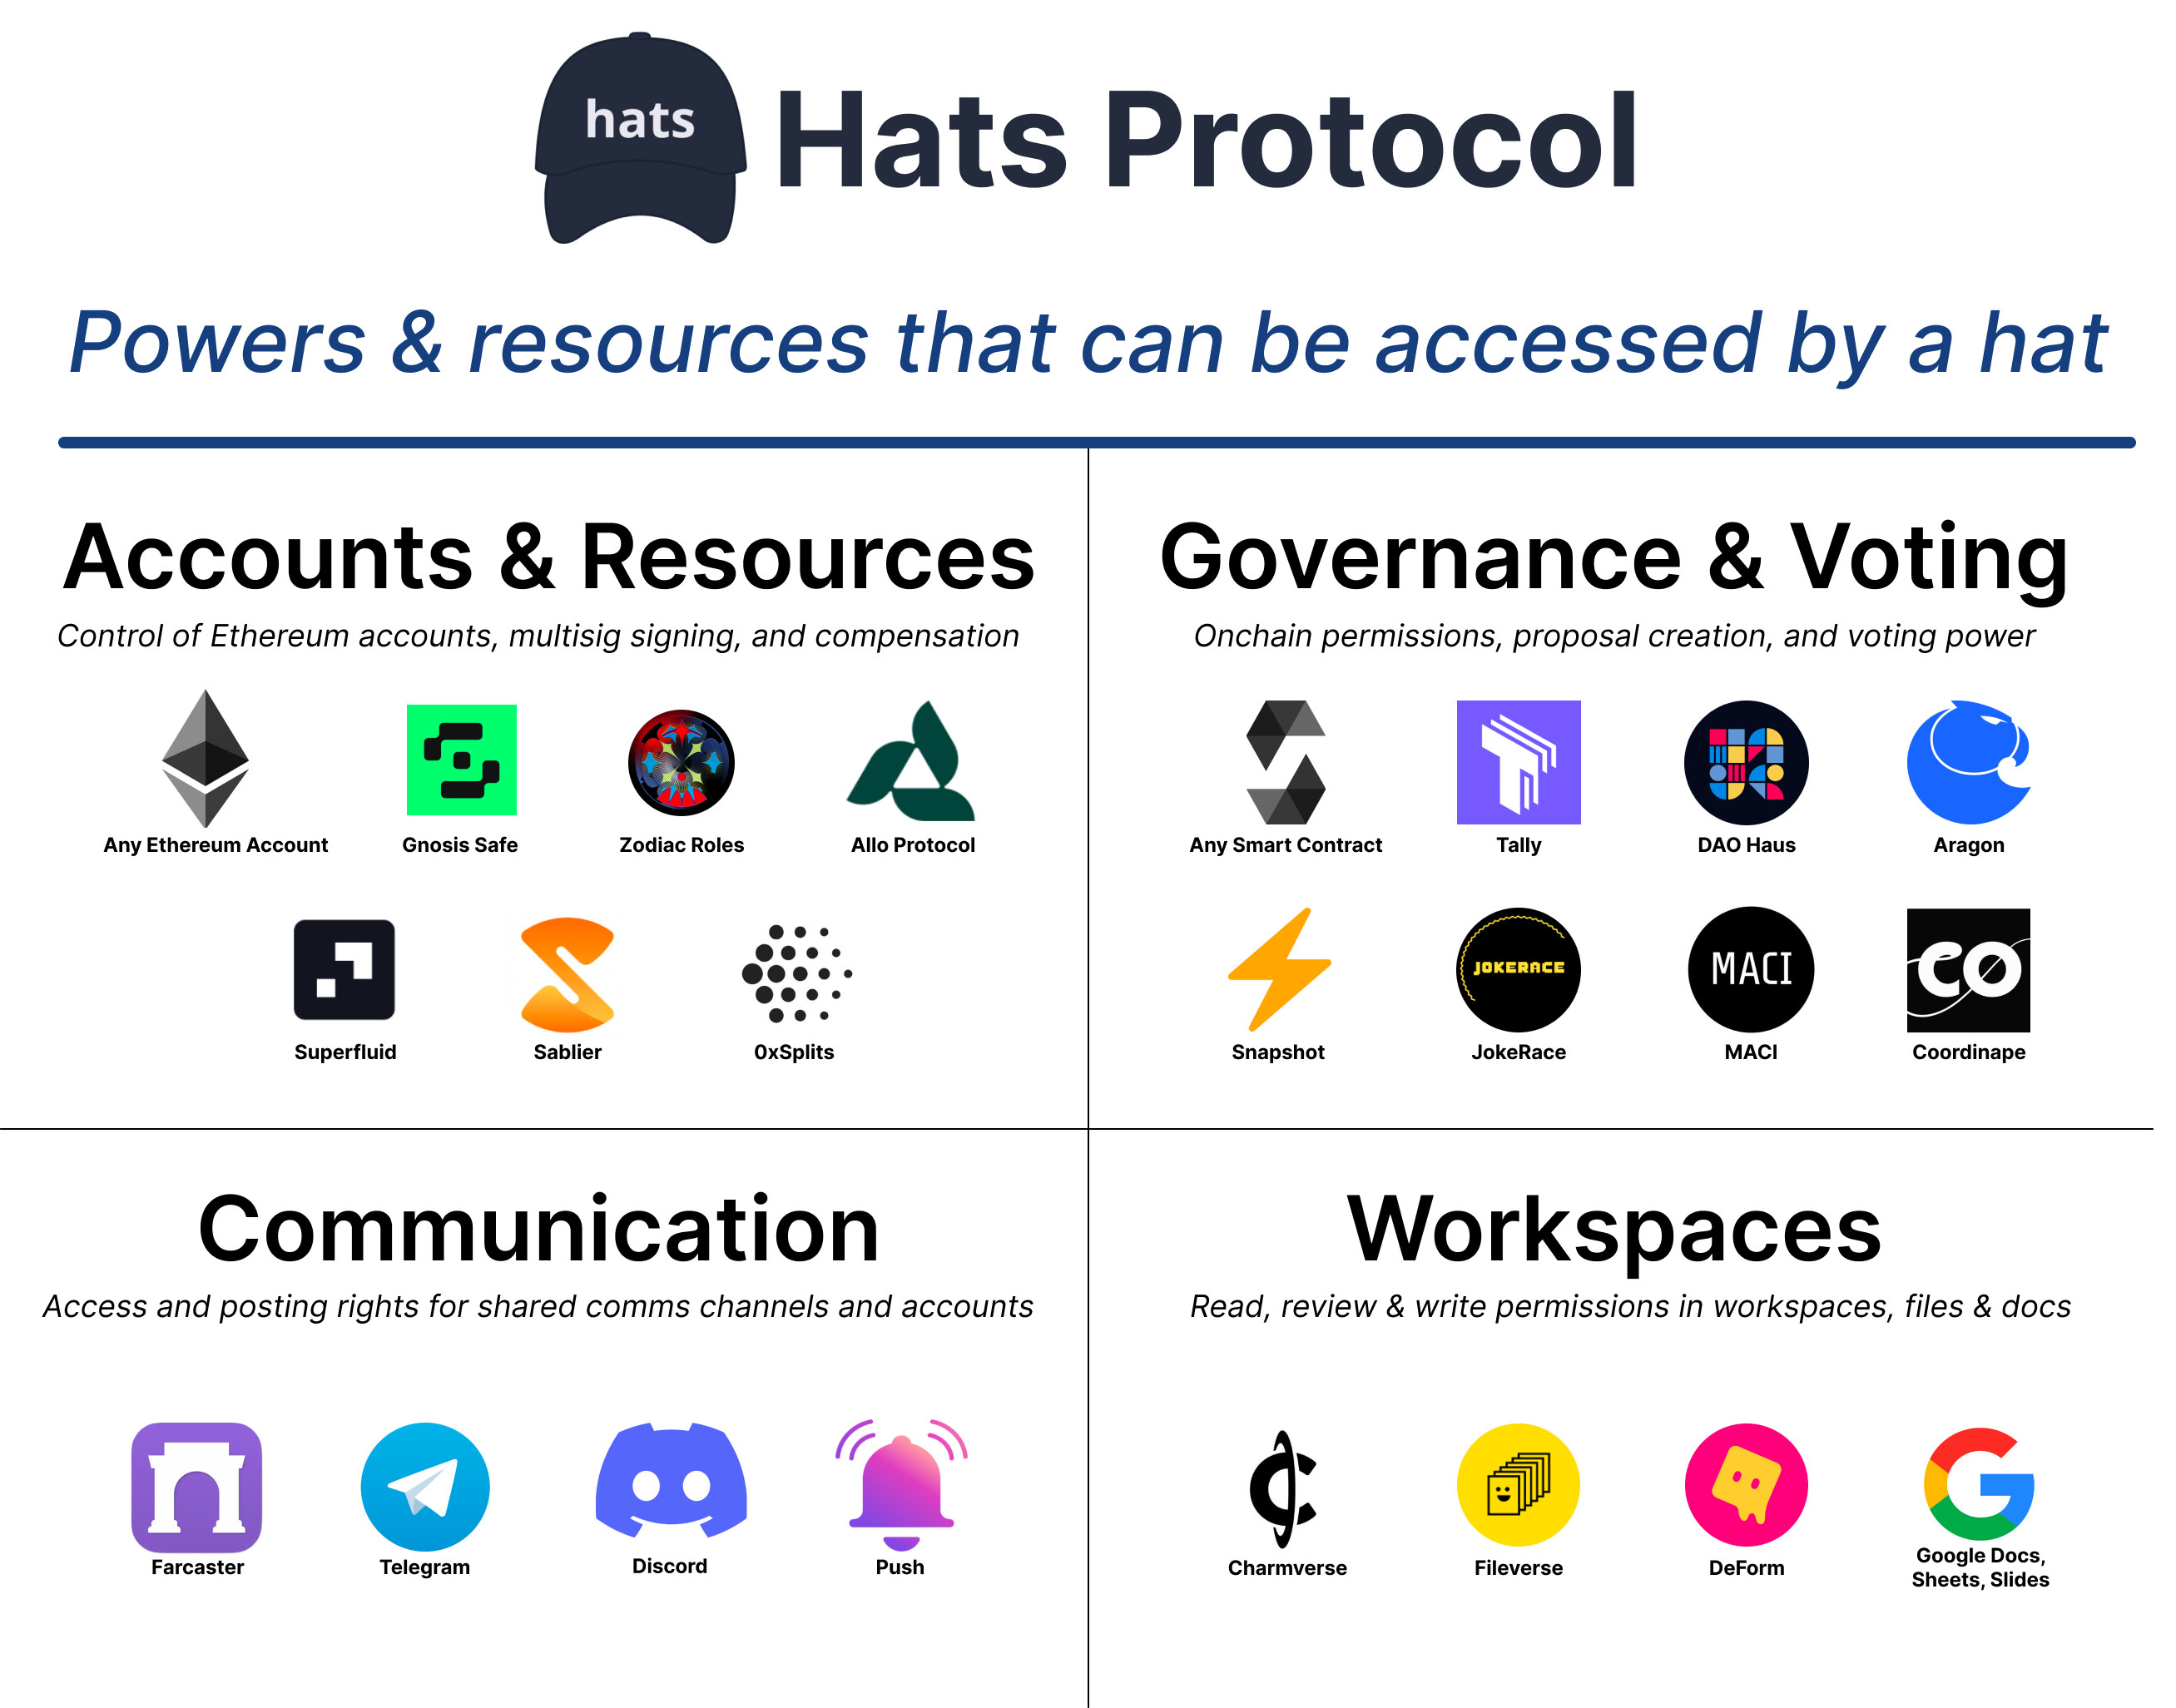 hats
Hats Protocol
Powers & resources that can be accessed by a hat
Accounts & Resources
Control of Ethereum accounts, multisig signing, and compensation
Any Ethereum Account
Gnosis Safe
Zodiac Roles
Allo Protocol
Superfluid
Sablier
0xSplits
Governance & Voting
Onchain permissions, proposal creation, and voting power
Any Smart Contract
Tally
DAO Haus
Aragon
JOKERACE
MACI
CO
Snapshot
JokeRace
MACI
Coordinape
Communication
Access and posting rights for shared comms channels and accounts
Farcaster
Telegram
Discord
Push
Workspaces
Read, review & write permissions in workspaces, files & docs
Charmverse
Fileverse
DeForm
Google Docs,
Sheets, Slides